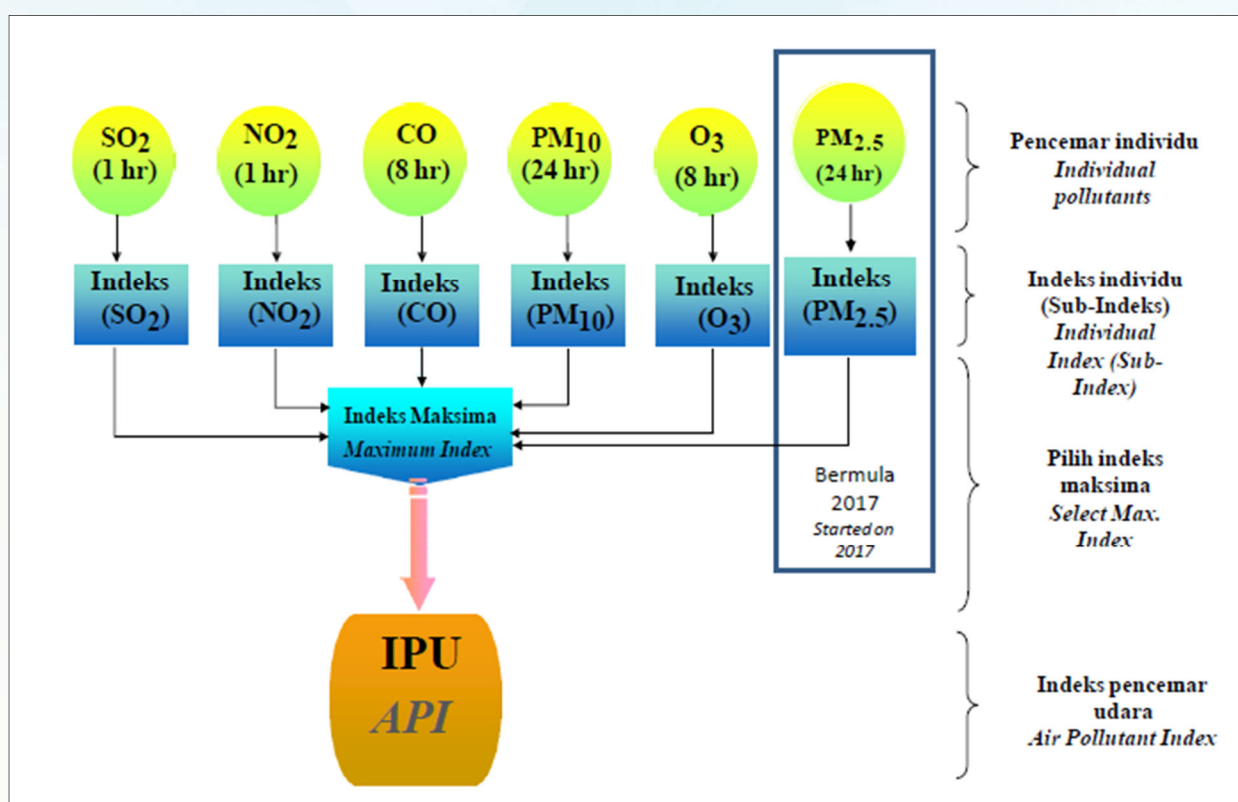 SO2
(1 hr)
NO2
(1 hr)
CO
(8 hr)
PM10
(24 hr)
O3
(8 hr)
PM2.5
(24 hr)
Pencemar individu
Individual
pollutants
Indeks
(SO2)
Indeks
(NO2)
Indeks
(CO)
Indeks
(PM10)
Indeks
(O3)
Indeks
(PM2.5)
Indeks individu
(Sub-Indeks)
Individual
Index (Sub-
Index)
Indeks Maksima
Maximum Index
Bermula
2017
Started on
2017
Pilih indeks
maksima
Select Max.
Index
IPU
API
Indeks pencemar
udara
Air Pollutant Index